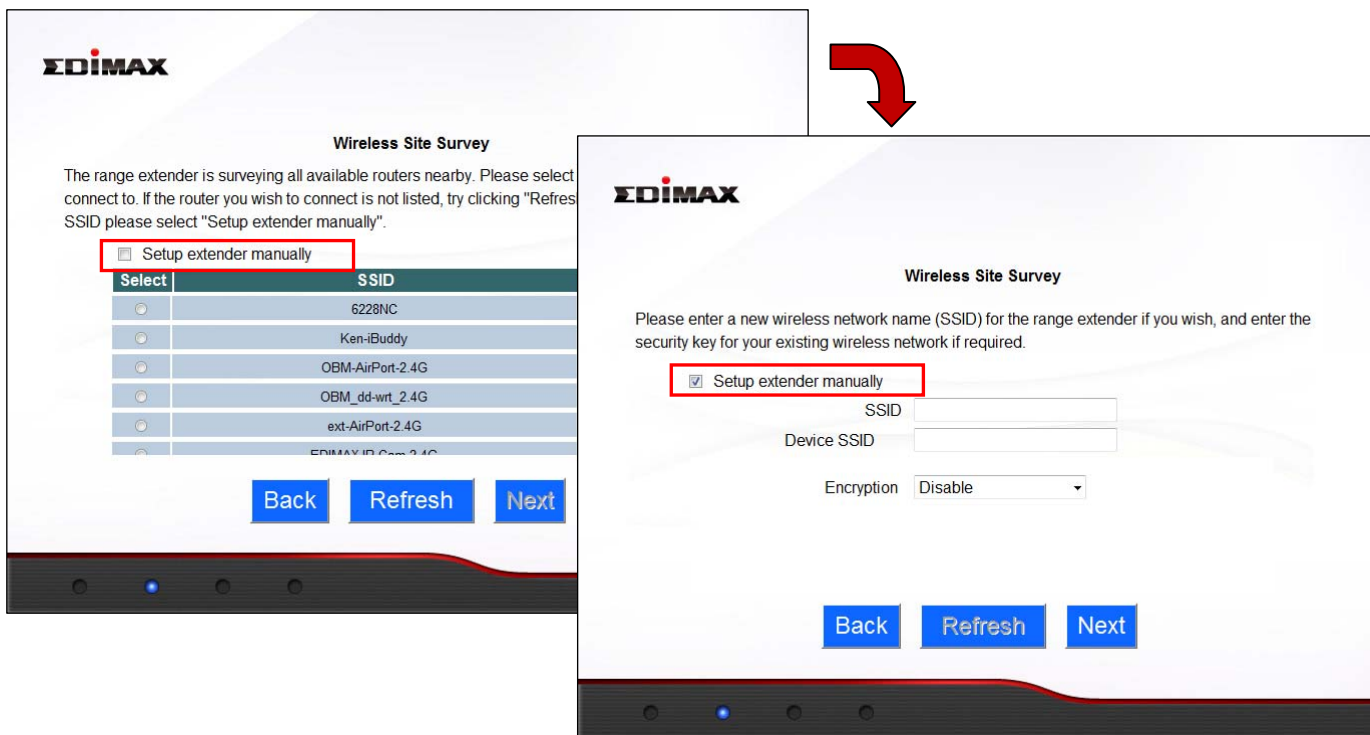 EDIMAX
Wireless Site Survey
The range extender is surveying all available routers nearby. Please select
connect to. If the router you wish to connect is not listed, try clicking "Refres
SSID please select "Setup extender manually".
Setup extender manually
Select SSID
6228NC
Ken-iBuddy
OBM-AirPort-2.4G
OBM_dd-wrt_2.4G
ext-AirPort-2.4G
EDIMAX IP Cam 2.4G
Back Refresh Next
EDIMAX
Wireless Site Survey
Please enter a new wireless network name (SSID) for the range extender if you wish, and enter the
security key for your existing wireless network if required.
Setup extender manually
SSID
Device SSID
Encryption Disable
Back Refresh Next